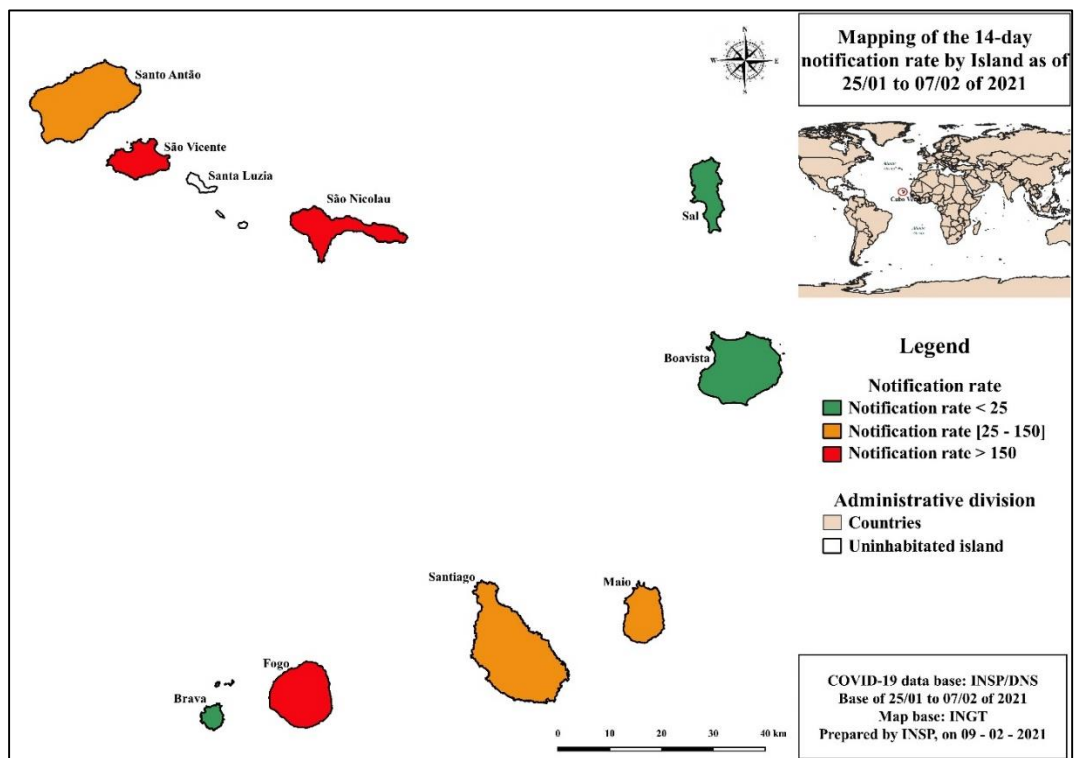 Mapping of the 14-day
notification rate by Island as of
25/01 to 07/02 of 2021
N
W
E
S
Santo Antão
São Vicente
Santa Luzia
São Nicolau
Sal
Boavista
Cabo
Legend
Notification rate
Notification rate < 25
Notification rate [25 - 150]
Notification rate > 150
Administrative division
Countries
Uninhabitated island
Santiago
Maio
Fogo
Brava
0 10 20 30 40 km
COVID-19 data base: INSP/DNS
Base of 25/01 to 07/02 of 2021
Map base: INGT
Prepared by INSP, on 09 - 02 - 2021